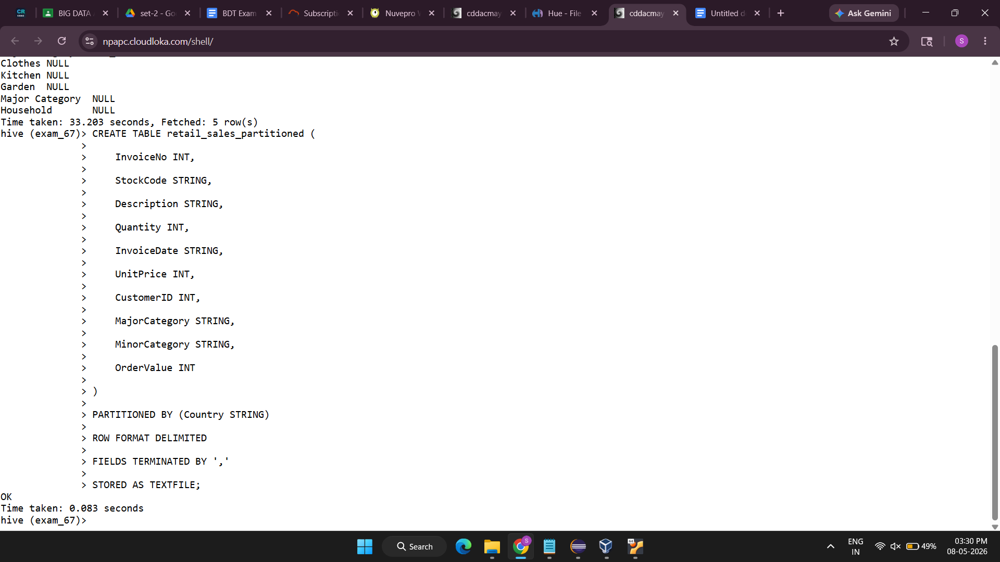 CR
CDAC
BIG DATA
set-2 - Go
BDT Exam
Subscripti
Nuvepro
cddacmay
Hue - File
cddacmay
Untitled d
Ask Gemini
npapc.cloudloka.com/shell/
S
Clothes NULL
Kitchen NULL
Garden  NULL
Major Category  NULL
Household       NULL
Time taken: 33.203 seconds, Fetched: 5 row(s)
hive (exam_67)> CREATE TABLE retail_sales_partitioned (
>
>     InvoiceNo INT,
>
>     StockCode STRING,
>
>     Description STRING,
>
>     Quantity INT,
>
>     InvoiceDate STRING,
>
>     UnitPrice INT,
>
>     CustomerID INT,
>
>     MajorCategory STRING,
>
>     MinorCategory STRING,
>
>     OrderValue INT
>
> )
>
> PARTITIONED BY (Country STRING)
>
> ROW FORMAT DELIMITED
>
> FIELDS TERMINATED BY ','
>
> STORED AS TEXTFILE;
OK
Time taken: 0.083 seconds
hive (exam_67)>
Search
S
64
ENG
IN
49%
03:30 PM
08-05-2026